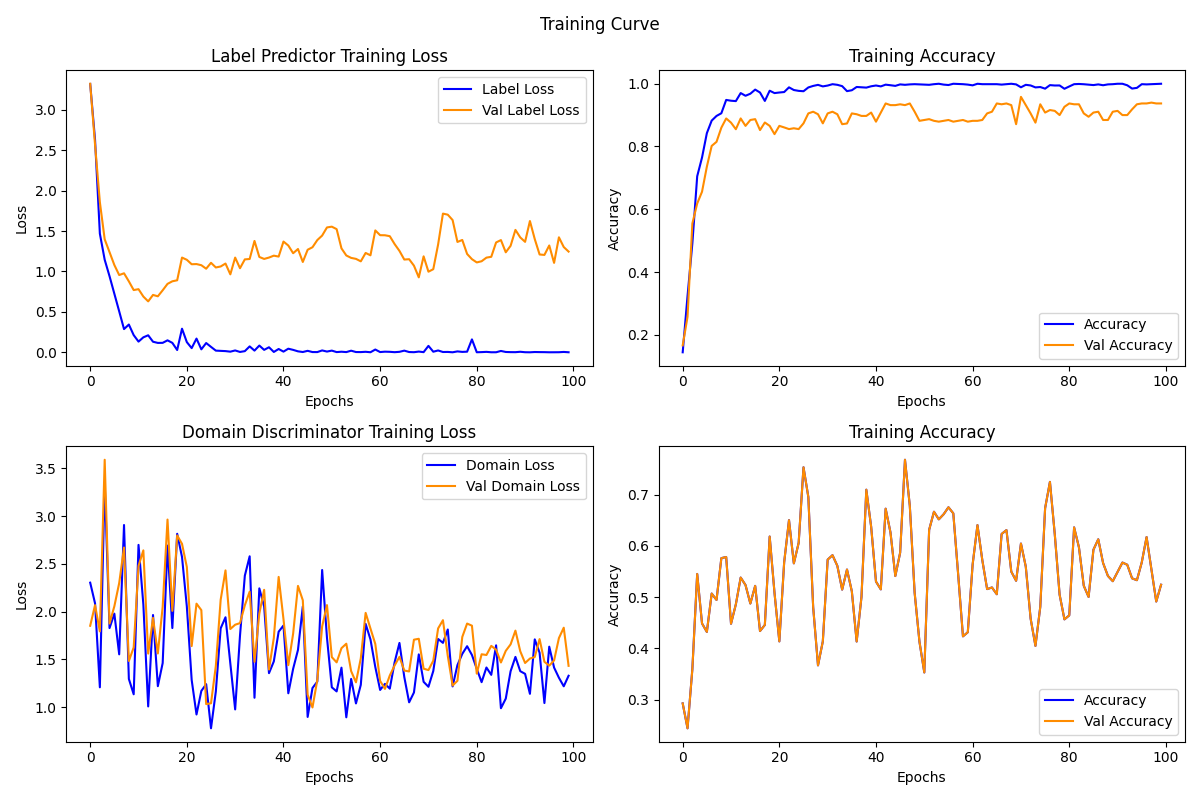 Training Curve
Label Predictor Training Loss
Loss
3.0
2.5
2.0
1.5
1.0
0.5
0.0
Label Loss
Val Label Loss
0 20 40 60 80 100
Epochs
Training Accuracy
Accuracy
1.0
0.8
0.6
0.4
0.2
Accuracy
Val Accuracy
0 20 40 60 80 100
Epochs
Domain Discriminator Training Loss
Loss
3.5
3.0
2.5
2.0
1.5
1.0
Domain Loss
Val Domain Loss
0 20 40 60 80 100
Epochs
Training Accuracy
Accuracy
0.7
0.6
0.5
0.4
0.3
Accuracy
Val Accuracy
0 20 40 60 80 100
Epochs